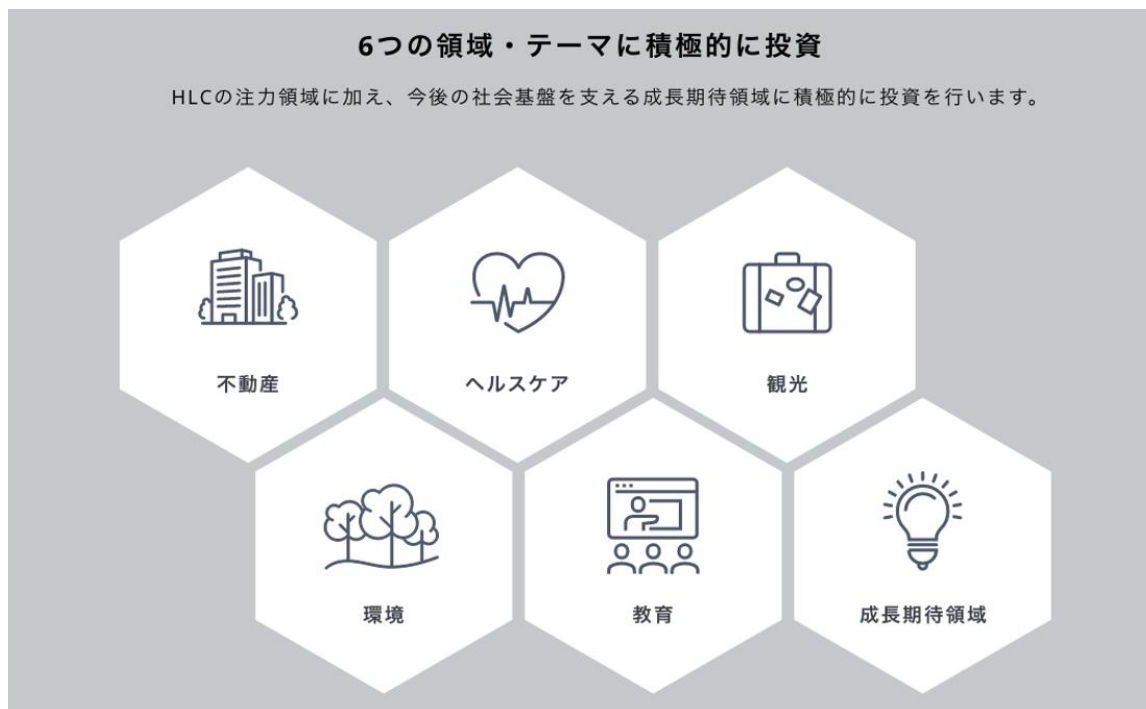 6つの領域・テーマに積極的に投資
HLCの注力領域に加え、今後の社会基盤を支える成長期待領域に積極的に投資を行います。
不動産
ヘルスケア
観光
環境
教育
成長期待領域